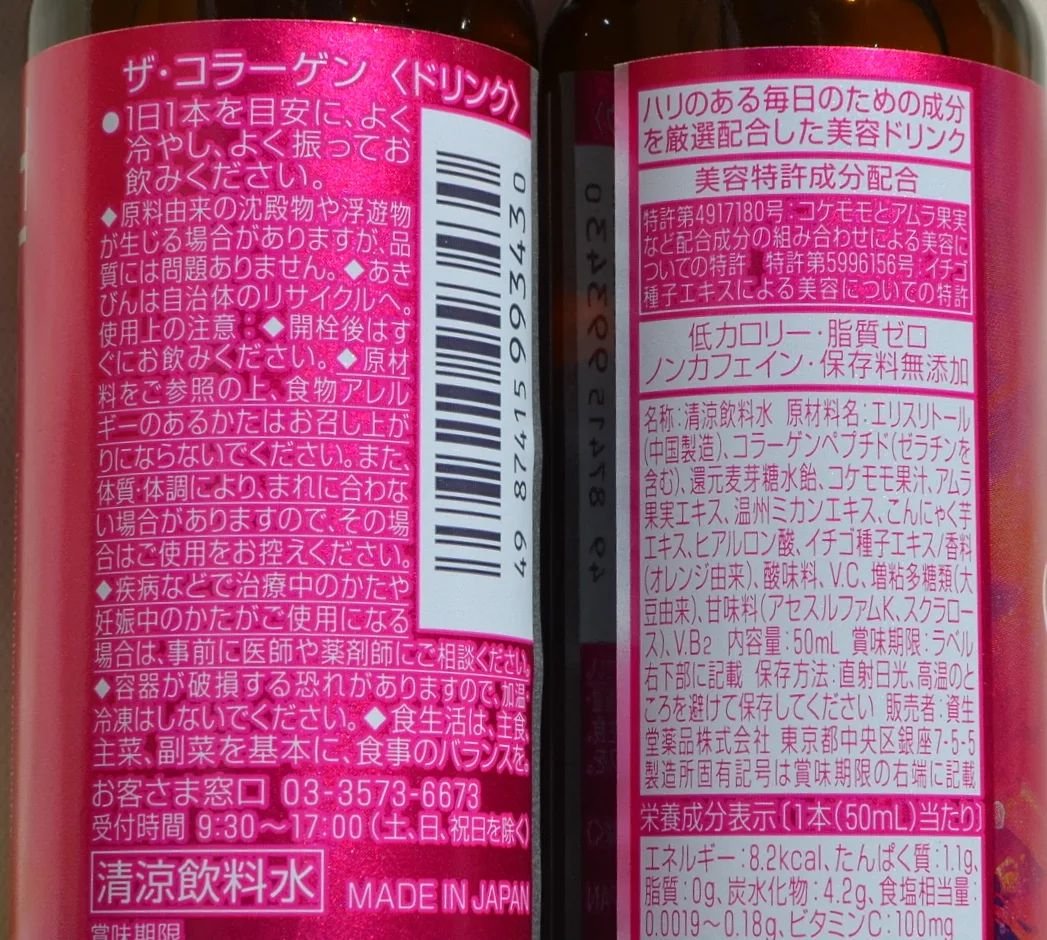 ザ・コラーゲン〈ドリンク〉
●1日1本を目安に、よく
冷やし、よく振ってお
飲みください。
◆原料由来の沈殿物や浮遊物
が生じる場合がありますが、品
質には問題ありません。◆あき
びんは自治体のリサイクルへ。
使用上の注意:◆開栓後はす
ぐにお飲みください。◆原材
料をご参照の上、食物アレル
ギーのあるかたはお召し上が
りにならないでください。また、
体質・体調により、まれに合わな
い場合がありますので、その場
合はご使用をお控えください。
◆疾病などで治療中のかたや
妊娠中のかたがご使用になる
場合は、事前に医師や薬剤師にご相談ください。
◆容器が破損する恐れがありますので、加温・
冷凍はしないでください。◆食生活は、主食、
主菜、副菜を基本に、食事のバランスを。
お客さま窓口 03-3573-6673
受付時間 9:30〜17:00(土、日、祝日を除く)
清涼飲料水 MADE IN JAPAN
賞味期限
49 87415 993430
ハリのある毎日のための成分
を厳選配合した美容ドリンク
美容特許成分配合
特許第4917180号:コケモモとアムラ果実
など配合成分の組み合わせによる美容に
ついての特許 特許第5996156号:イチゴ
種子エキスによる美容についての特許
低カロリー・脂質ゼロ
ノンカフェイン・保存料無添加
名称:清涼飲料水 原材料名:エリスリトール
(中国製造)、コラーゲンペプチド(ゼラチンを
含む)、還元麦芽糖水飴、コケモモ果汁、アムラ
果実エキス、温州ミカンエキス、こんにゃく芋
エキス、ヒアルロン酸、イチゴ種子エキス/香料
(オレンジ由来)、酸味料、V.C、増粘多糖類(大
豆由来)、甘味料(アセスルファムK、スクラロー
ス)、V.B2 内容量:50mL 賞味期限:ラベル
右下部に記載 保存方法:直射日光、高温のと
ころを避けて保存してください 販売者:資生
堂薬品株式会社 東京都中央区銀座7-5-5
製造所固有記号は賞味期限の右端に記載
栄養成分表示〔1本(50mL)当たり〕
エネルギー:8.2kcal、たんぱく質:1.1g、
脂質:0g、炭水化物:4.2g、食塩相当量:
0.0019〜0.18g、ビタミンC:100mg